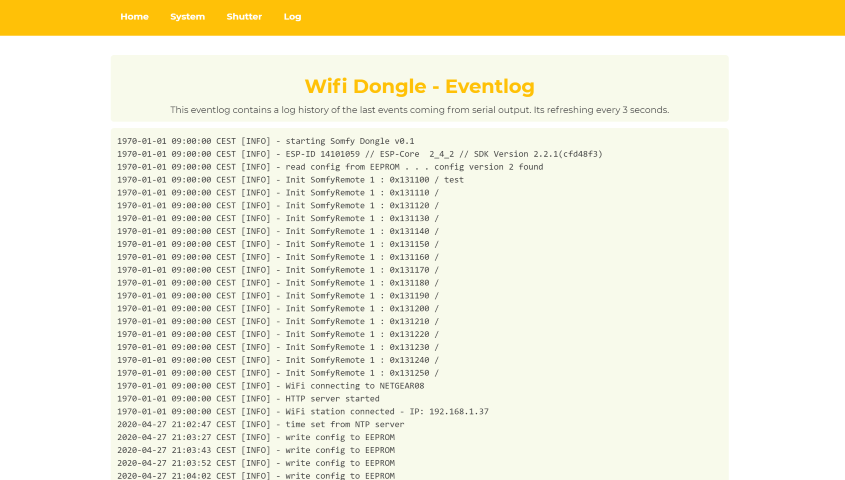 Home System Shutter Log
Wifi Dongle - Eventlog
This eventlog contains a log history of the last events coming from serial output. Its refreshing every 3 seconds.
1970-01-01 09:00:00 CEST [INFO] - starting Somfy Dongle v0.1
1970-01-01 09:00:00 CEST [INFO] - ESP-ID 14101059 // ESP-Core  2_4_2 // SDK Version 2.2.1(cfd48f3)
1970-01-01 09:00:00 CEST [INFO] - read config from EEPROM . . . config version 2 found
1970-01-01 09:00:00 CEST [INFO] - Init SomfyRemote 1 : 0x131100 / test
1970-01-01 09:00:00 CEST [INFO] - Init SomfyRemote 1 : 0x131110 /
1970-01-01 09:00:00 CEST [INFO] - Init SomfyRemote 1 : 0x131120 /
1970-01-01 09:00:00 CEST [INFO] - Init SomfyRemote 1 : 0x131130 /
1970-01-01 09:00:00 CEST [INFO] - Init SomfyRemote 1 : 0x131140 /
1970-01-01 09:00:00 CEST [INFO] - Init SomfyRemote 1 : 0x131150 /
1970-01-01 09:00:00 CEST [INFO] - Init SomfyRemote 1 : 0x131160 /
1970-01-01 09:00:00 CEST [INFO] - Init SomfyRemote 1 : 0x131170 /
1970-01-01 09:00:00 CEST [INFO] - Init SomfyRemote 1 : 0x131180 /
1970-01-01 09:00:00 CEST [INFO] - Init SomfyRemote 1 : 0x131190 /
1970-01-01 09:00:00 CEST [INFO] - Init SomfyRemote 1 : 0x131200 /
1970-01-01 09:00:00 CEST [INFO] - Init SomfyRemote 1 : 0x131210 /
1970-01-01 09:00:00 CEST [INFO] - Init SomfyRemote 1 : 0x131220 /
1970-01-01 09:00:00 CEST [INFO] - Init SomfyRemote 1 : 0x131230 /
1970-01-01 09:00:00 CEST [INFO] - Init SomfyRemote 1 : 0x131240 /
1970-01-01 09:00:00 CEST [INFO] - Init SomfyRemote 1 : 0x131250 /
1970-01-01 09:00:00 CEST [INFO] - WiFi connecting to NETGEAR08
1970-01-01 09:00:00 CEST [INFO] - HTTP server started
1970-01-01 09:00:00 CEST [INFO] - WiFi station connected - IP: 192.168.1.37
2020-04-27 21:02:47 CEST [INFO] - time set from NTP server
2020-04-27 21:03:27 CEST [INFO] - write config to EEPROM
2020-04-27 21:03:43 CEST [INFO] - write config to EEPROM
2020-04-27 21:03:52 CEST [INFO] - write config to EEPROM
2020-04-27 21:04:02 CEST [INFO] - write config to EEPROM